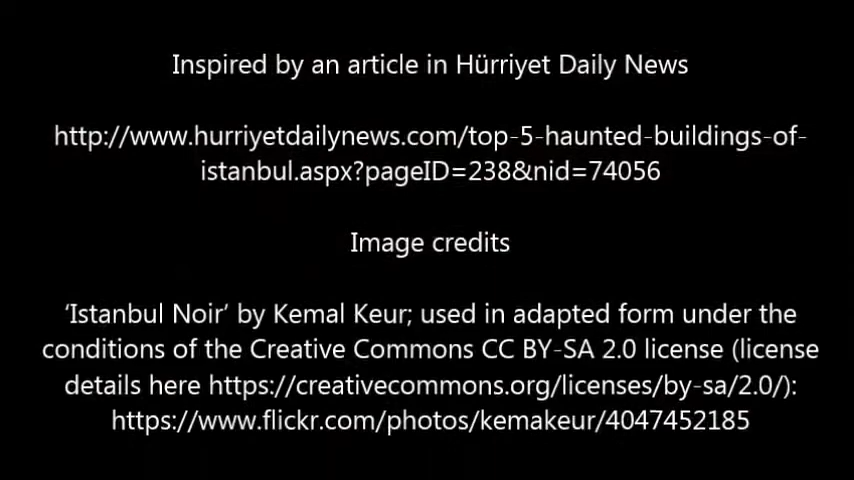 Inspired by an article in Hürriyet Daily News
http://www.hurriyetdailynews.com/top-5-haunted-buildings-of-
istanbul.aspx?pageID=238&nid=74056
Image credits
‘Istanbul Noir’ by Kemal Keur; used in adapted form under the
conditions of the Creative Commons CC BY-SA 2.0 license (license
details here https://creativecommons.org/licenses/by-sa/2.0/):
https://www.flickr.com/photos/kemakeur/4047452185